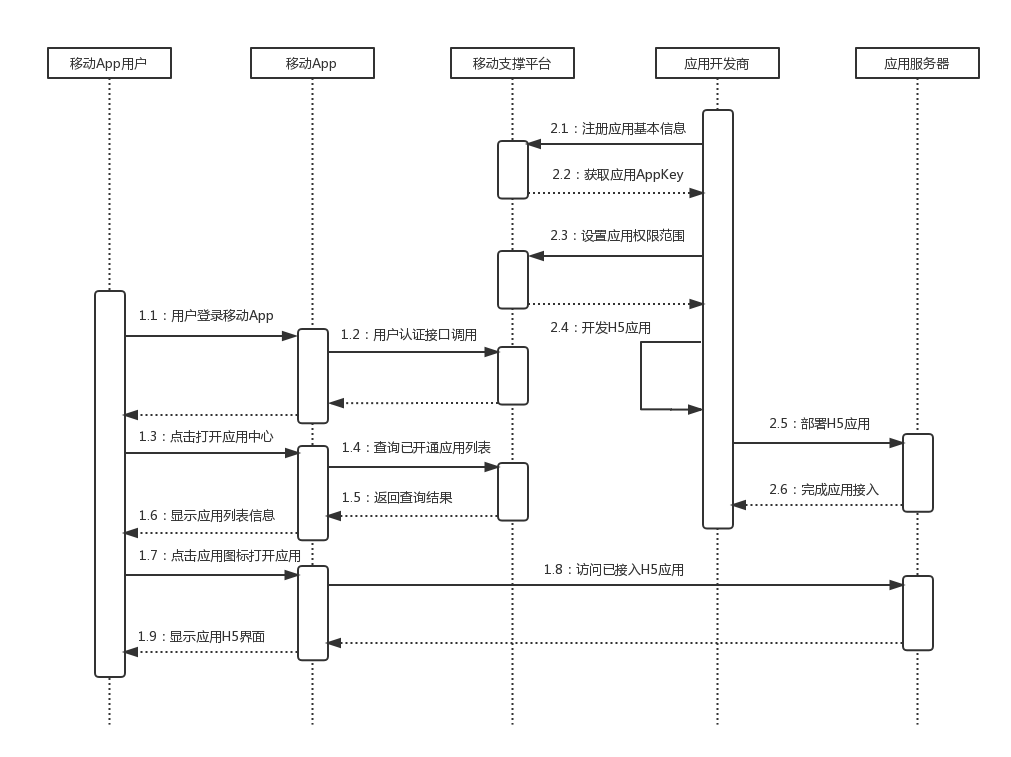 移动App用户
移动App
移动支撑平台
应用开发商
应用服务器
2.1：注册应用基本信息
2.2：获取应用AppKey
2.3：设置应用权限范围
1.1：用户登录移动App
1.2：用户认证接口调用
2.4：开发H5应用
2.5：部署H5应用
1.3：点击打开应用中心
1.4：查询已开通应用列表
2.6：完成应用接入
1.5：返回查询结果
1.6：显示应用列表信息
1.7：点击应用图标打开应用
1.8：访问已接入H5应用
1.9：显示应用H5界面